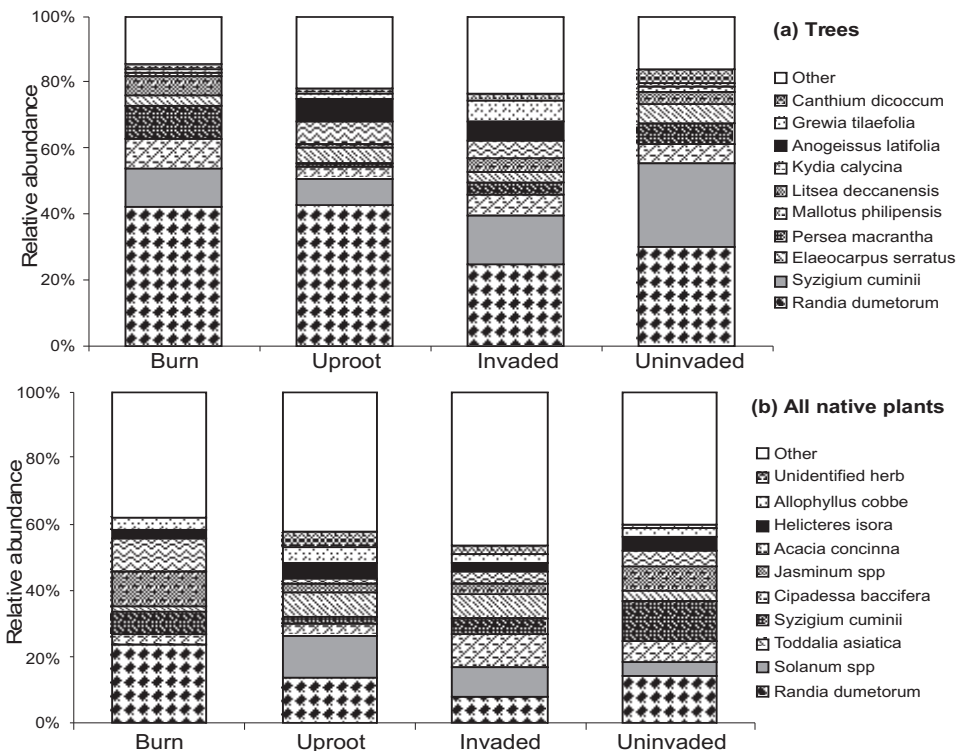 100%
80%
60%
40%
20%
0%
Relative abundance
Burn
Uproot
Invaded
Uninvaded
(a) Trees
Other
Canthium dicoccum
Grewia tilaefolia
Anogeissus latifolia
Kydia calycina
Litsea deccanensis
Mallotus philipensis
Persea macrantha
Elaeocarpus serratus
Syzigium cuminii
Randia dumetorum
100%
80%
60%
40%
20%
0%
Relative abundance
Burn
Uproot
Invaded
Uninvaded
(b) All native plants
Other
Unidentified herb
Allophyllus cobbe
Helicteres isora
Acacia concinna
Jasminum spp
Cipadessa baccifera
Syzigium cuminii
Toddalia asiatica
Solanum spp
Randia dumetorum